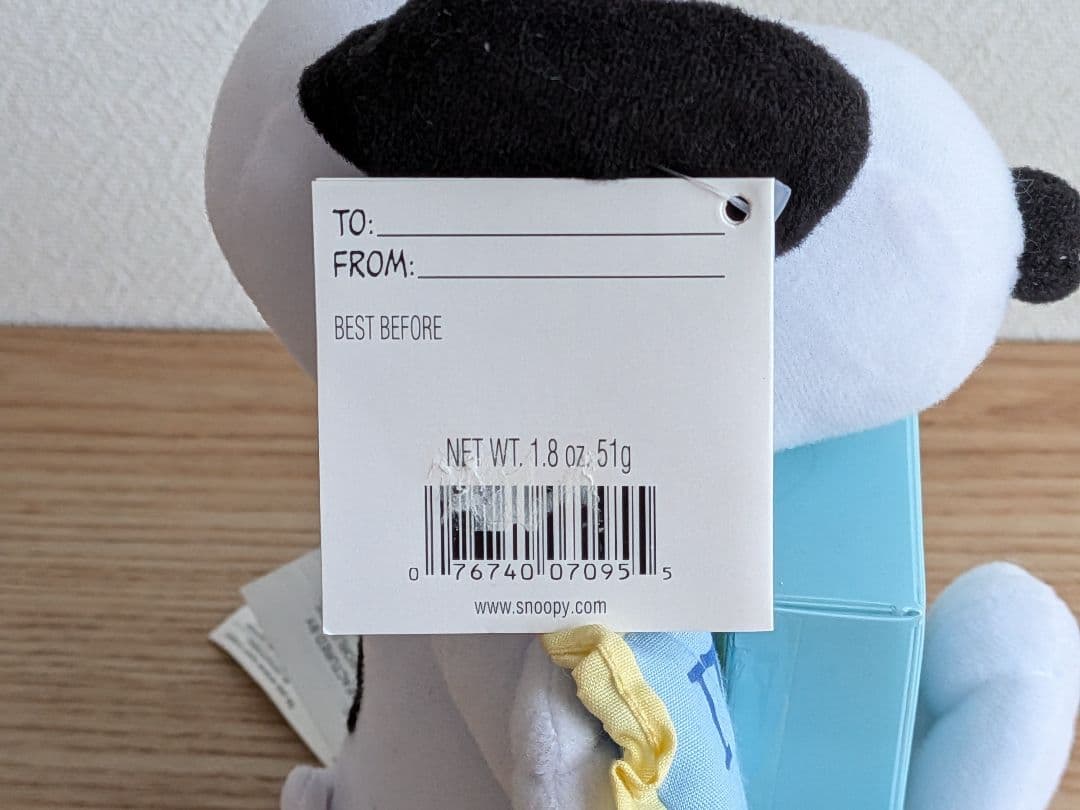 TO:
FROM:
BEST BEFORE
NET WT. 1.8 oz. 51g
0 76740 07095 5
www.snoopy.com